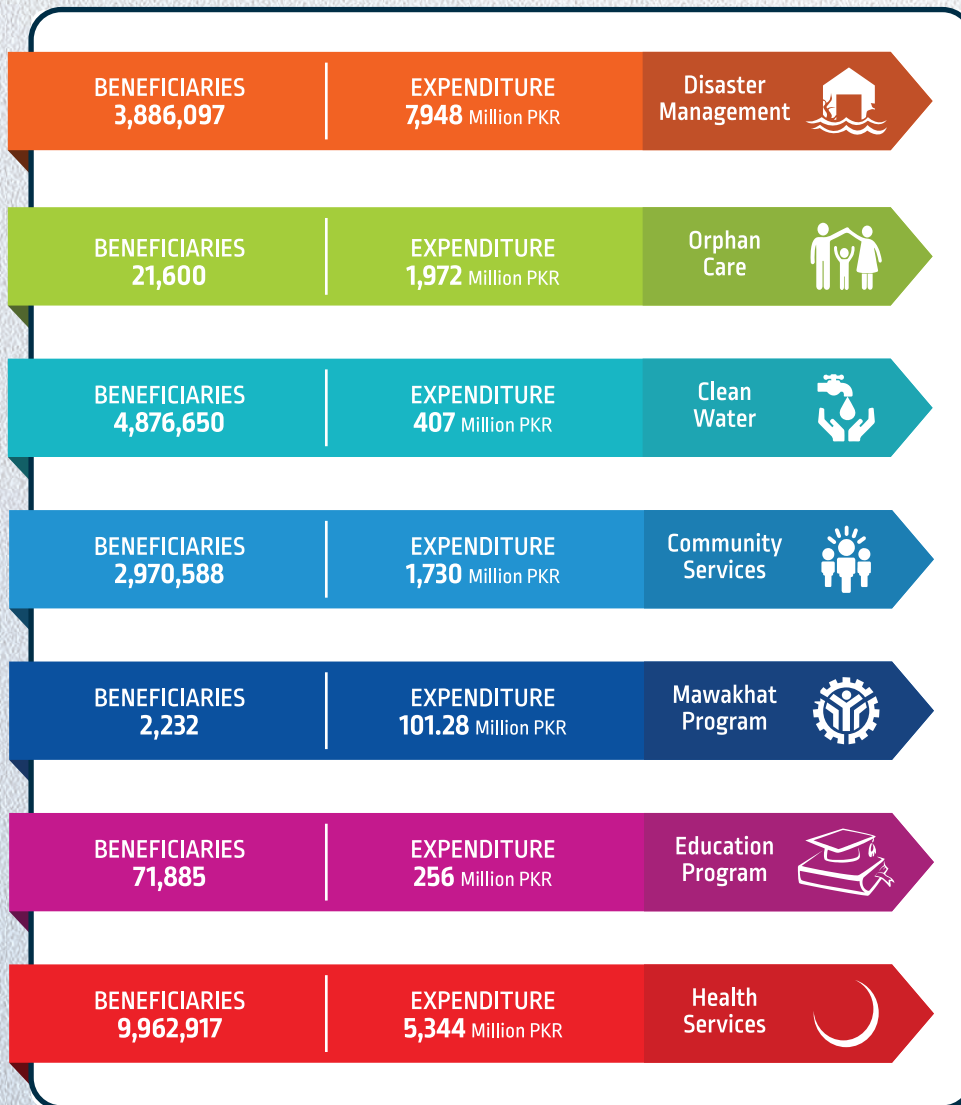 BENEFICIARIES
3,886,097
EXPENDITURE
7,948 Million PKR
Disaster
Management
BENEFICIARIES
21,600
EXPENDITURE
1,972 Million PKR
Orphan
Care
BENEFICIARIES
4,876,650
EXPENDITURE
407 Million PKR
Clean
Water
BENEFICIARIES
2,970,588
EXPENDITURE
1,730 Million PKR
Community
Services
BENEFICIARIES
2,232
EXPENDITURE
101.28 Million PKR
Mawakhat
Program
BENEFICIARIES
71,885
EXPENDITURE
256 Million PKR
Education
Program
BENEFICIARIES
9,962,917
EXPENDITURE
5,344 Million PKR
Health
Services